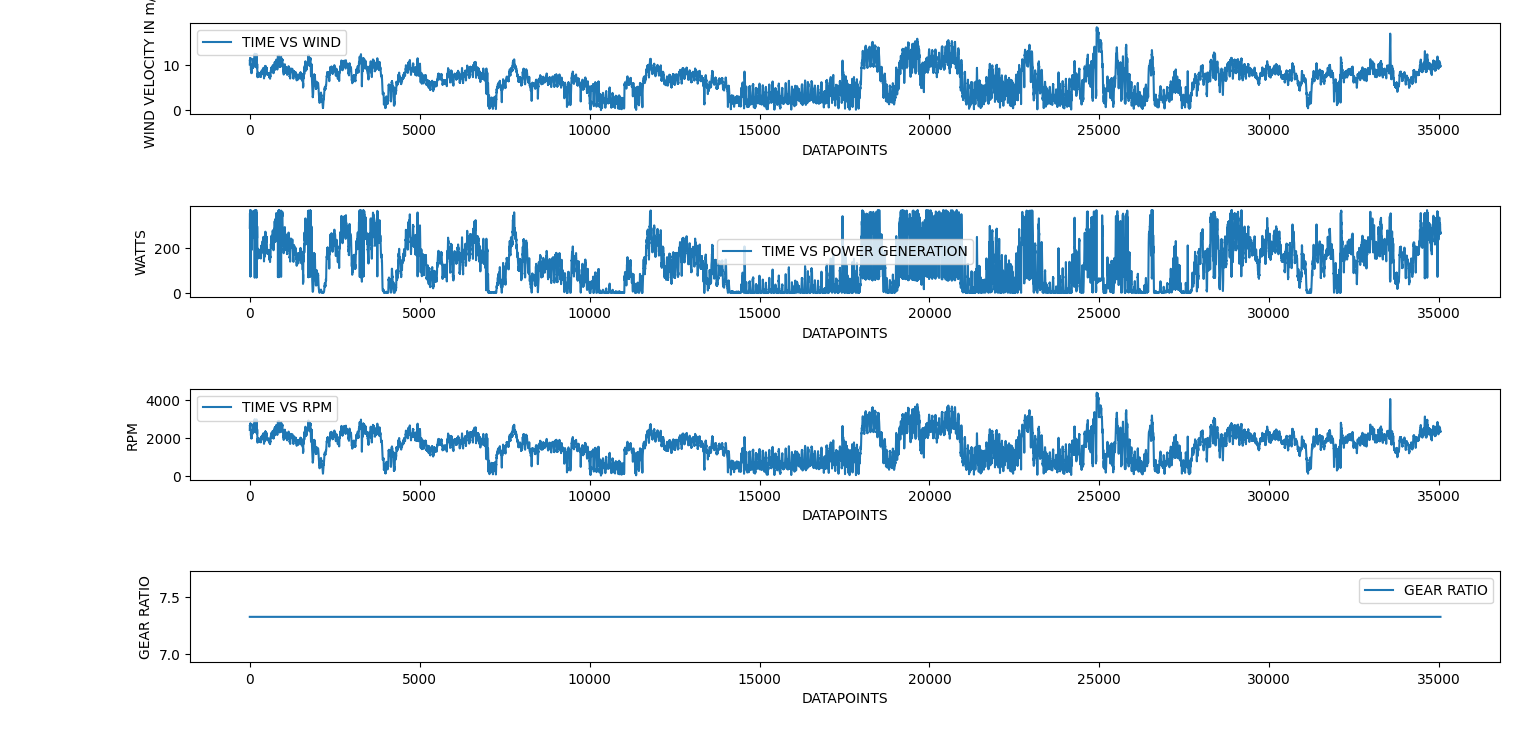 WIND VELOCITY IN m/
TIME VS WIND
10
0
0 5000 10000 15000 20000 25000 30000 35000
DATAPOINTS
WATTS
TIME VS POWER GENERATION
200
0
0 5000 10000 15000 20000 25000 30000 35000
DATAPOINTS
RPM
TIME VS RPM
4000
2000
0
0 5000 10000 15000 20000 25000 30000 35000
DATAPOINTS
GEAR RATIO
GEAR RATIO
7.5
7.0
0 5000 10000 15000 20000 25000 30000 35000
DATAPOINTS